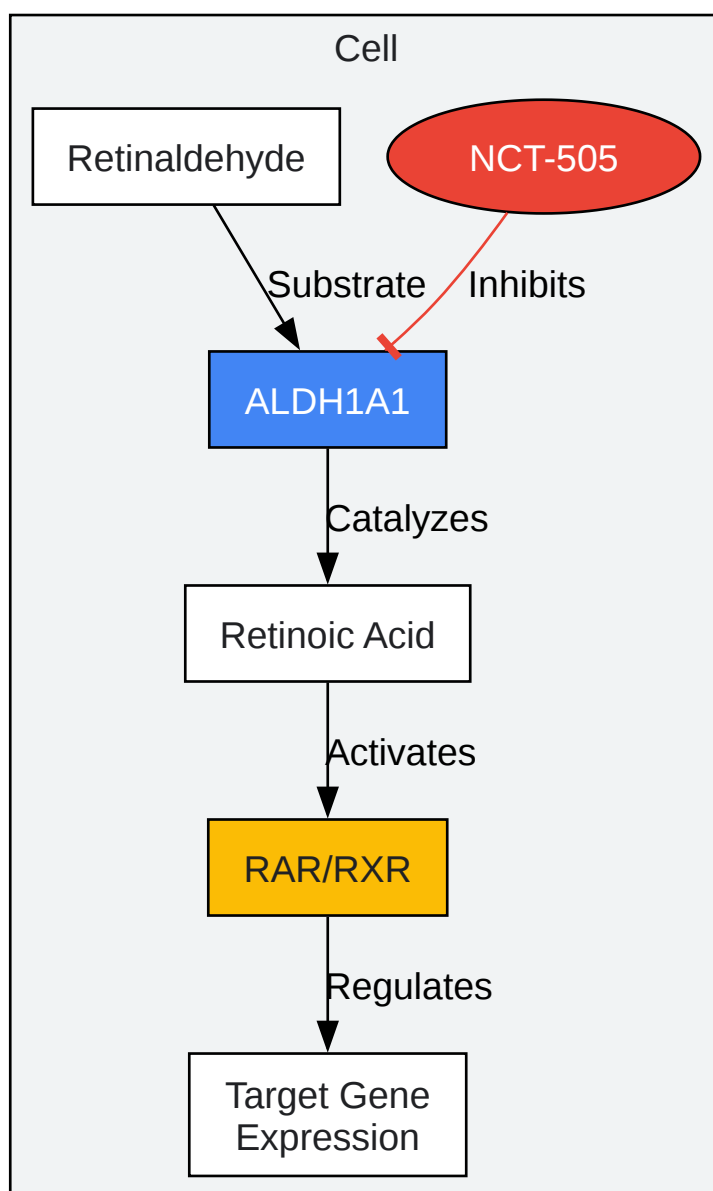 Cell
Retinaldehyde
NCT-505
Substrate
Inhibits
ALDH1A1
Catalyzes
Retinoic Acid
Activates
RAR/RXR
Regulates
Target Gene
Expression